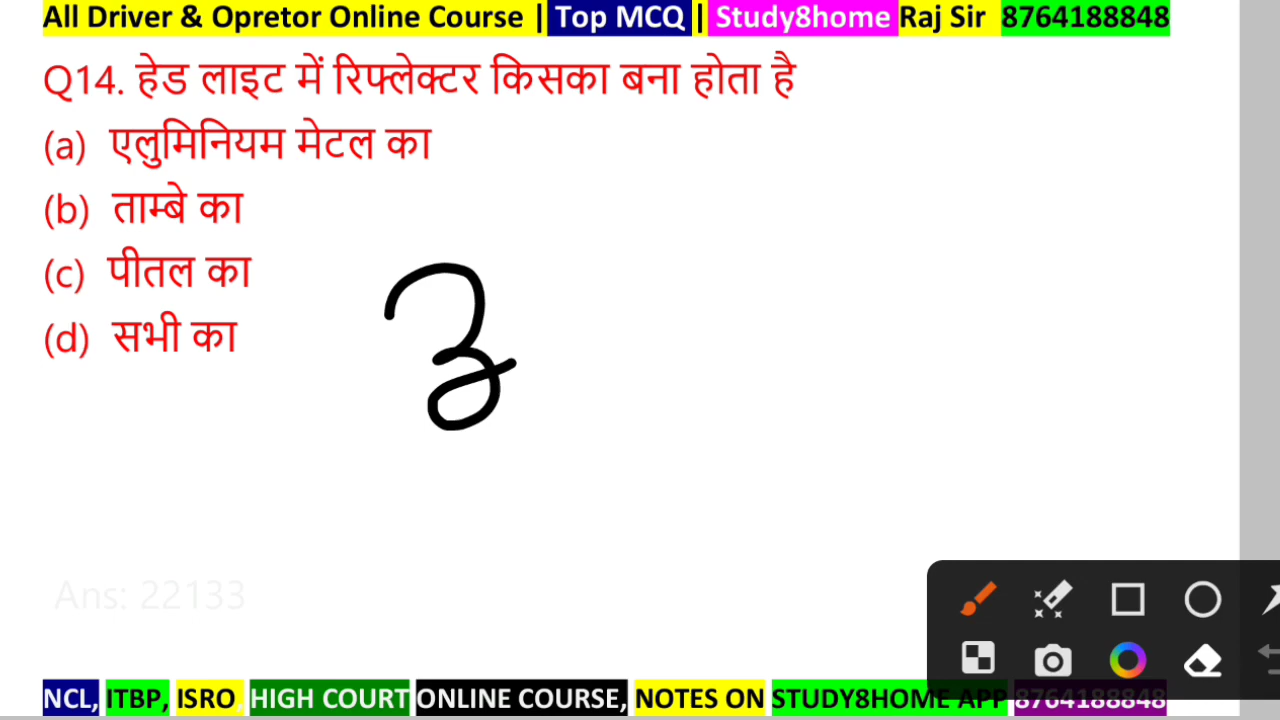 All Driver & Opretor Online Course | Top MCQ | Study8home Raj Sir 8764188848
Q14. हेड लाइट में रिफ्लेक्टर किसका बना होता है
(a) एलुमिनियम मेटल का
(b) ताम्बे का
(c) पीतल का
(d) सभी का
Ans: 22133
NCL, ITBP, ISRO, HIGH COURT ONLINE COURSE, NOTES ON STUDY8HOME APP 8764188848